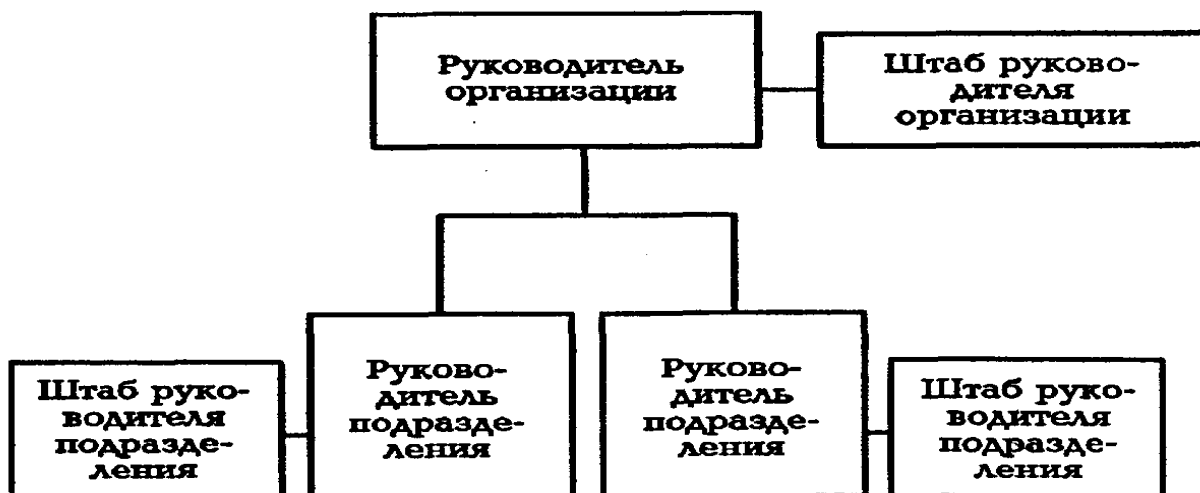 Руководитель
организации
Штаб руково-
дителя
организации
Штаб руко-
водителя
подразде-
ления
Руково-
дитель
подразде-
ления
Руково-
дитель
подразде-
ления
Штаб руко-
водителя
подразде-
ления